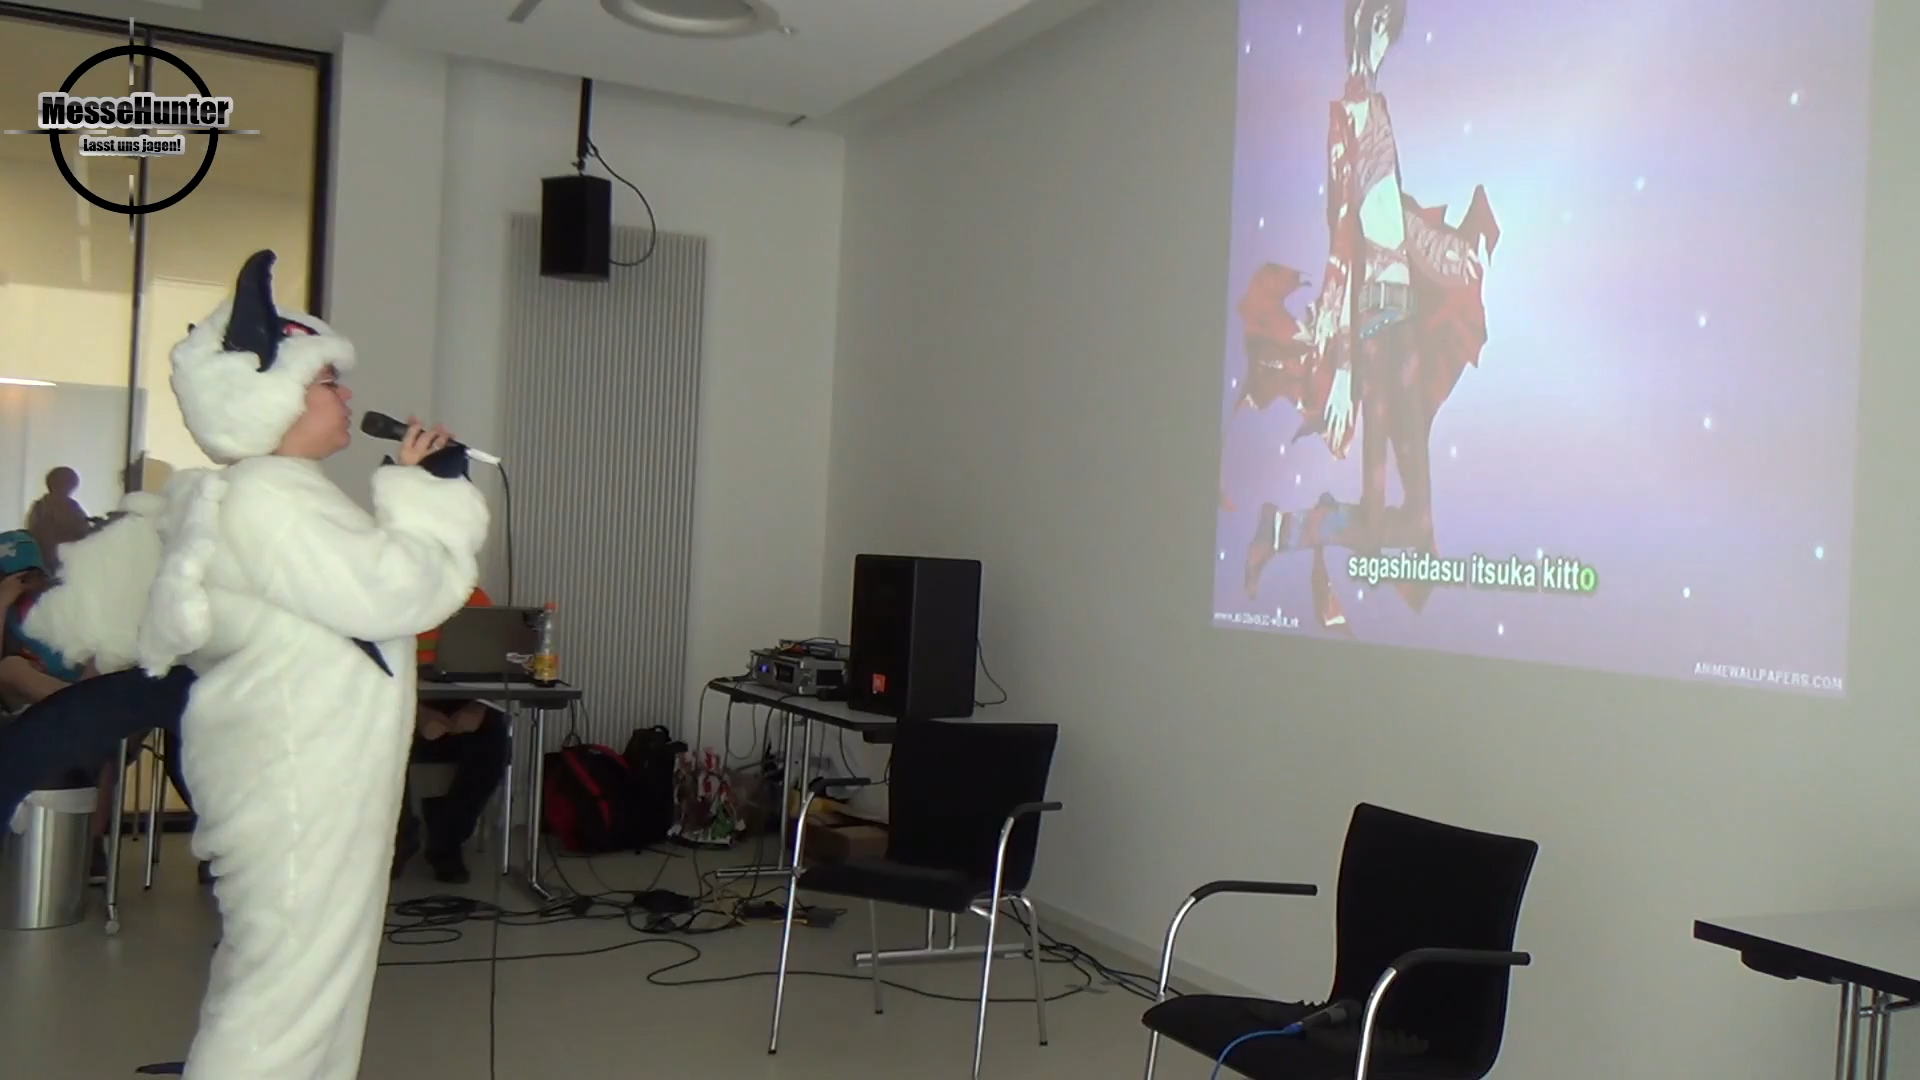 MesseHunter
Lasst uns jagen!
sagashidasu itsuka kitto
ANIMEWALLPAPERS.COM